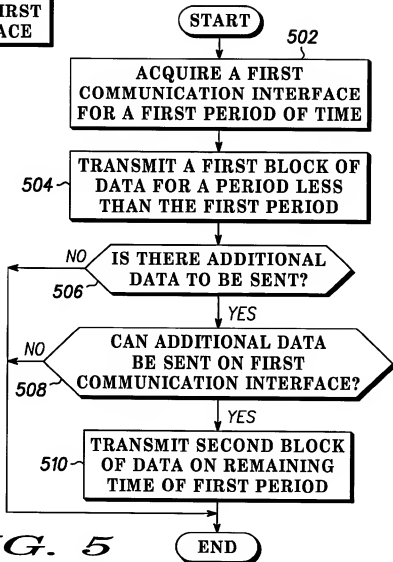 FIRST
ACE
START
502
ACQUIRE A FIRST
COMMUNICATION INTERFACE
FOR A FIRST PERIOD OF TIME
504
TRANSMIT A FIRST BLOCK OF
DATA FOR A PERIOD LESS
THAN THE FIRST PERIOD
NO
IS THERE ADDITIONAL
DATA TO BE SENT?
506
YES
NO
CAN ADDITIONAL DATA
BE SENT ON FIRST
COMMUNICATION INTERFACE?
508
YES
510
TRANSMIT SECOND BLOCK
OF DATA ON REMAINING
TIME OF FIRST PERIOD
G. 5
END